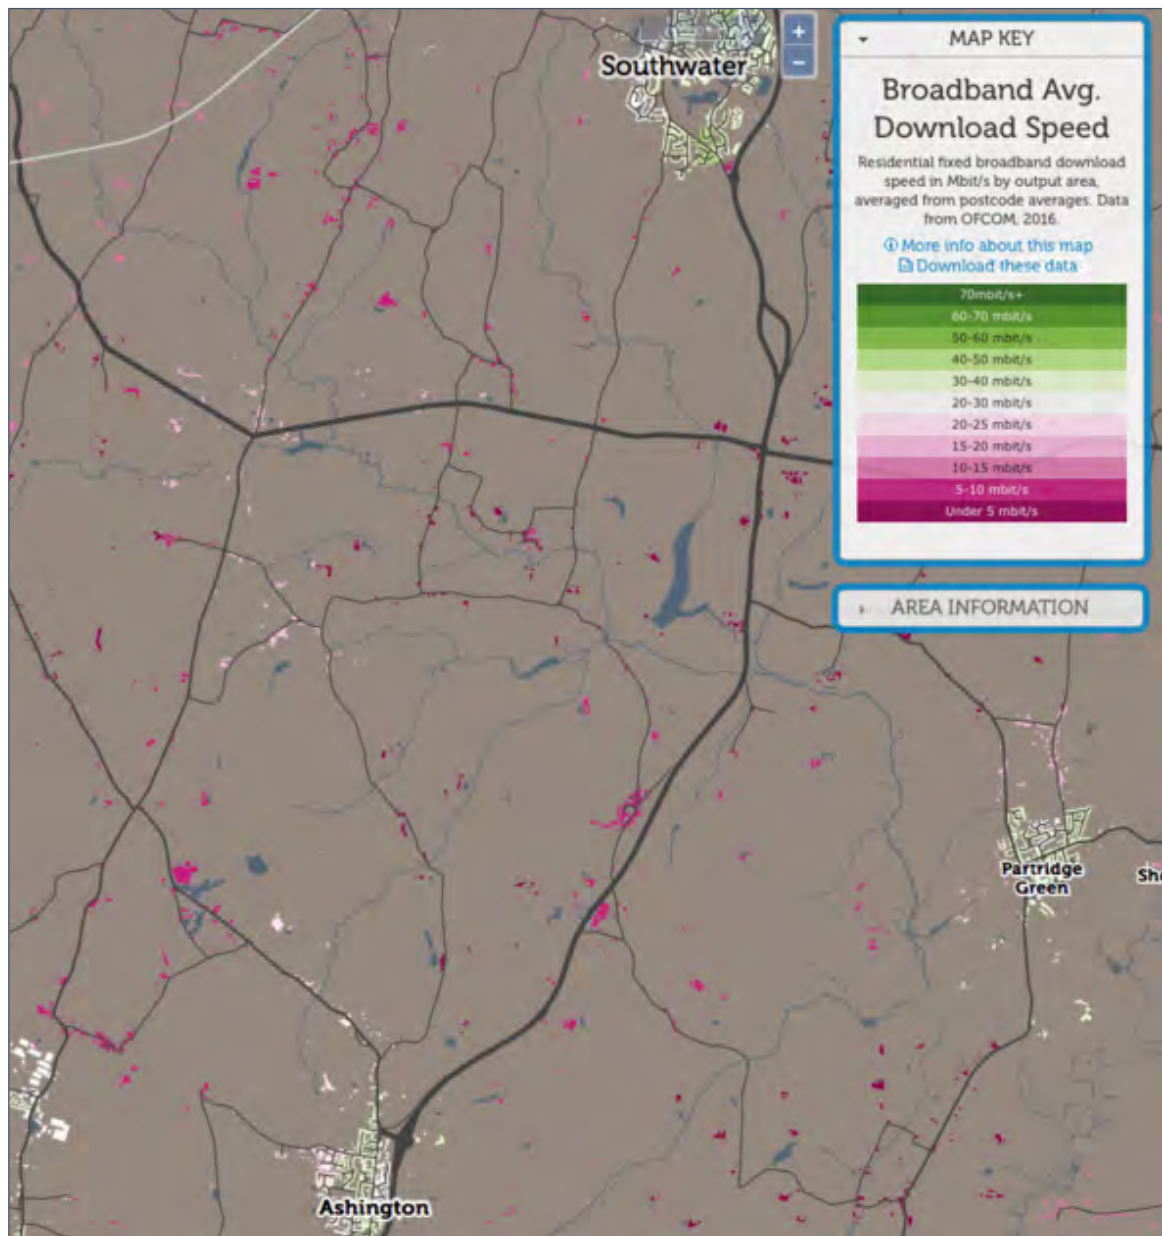 Southwater
+
−
MAP KEY
Broadband Avg.
Download Speed
Residential fixed broadband download
speed in Mbit/s by output area,
averaged from postcode averages. Data
from OFCOM, 2016.
More info about this map
Download these data
70mbit/s+
60-70 mbit/s
50-60 mbit/s
40-50 mbit/s
30-40 mbit/s
20-30 mbit/s
20-25 mbit/s
15-20 mbit/s
10-15 mbit/s
5-10 mbit/s
Under 5 mbit/s
AREA INFORMATION
Partridge
Green
Sh
Ashington